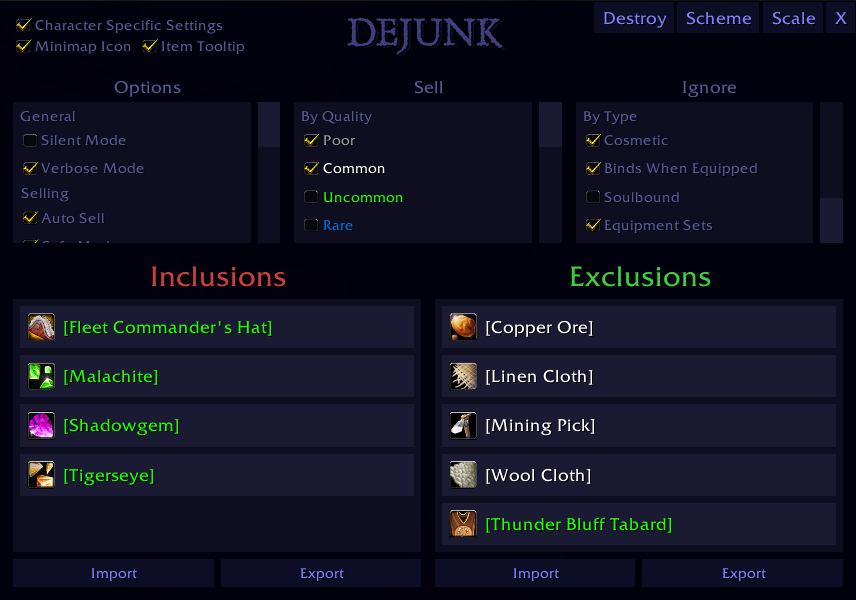 Character Specific Settings
Minimap Icon Item Tooltip
DEJUNK
Destroy Scheme Scale X
Options
General
Silent Mode
Verbose Mode
Selling
Auto Sell
Sell
By Quality
Poor
Common
Uncommon
Rare
Ignore
By Type
Cosmetic
Binds When Equipped
Soulbound
Equipment Sets
Inclusions
[Fleet Commander's Hat]
[Malachite]
[Shadowgem]
[Tigerseye]
Import Export
Exclusions
[Copper Ore]
[Linen Cloth]
[Mining Pick]
[Wool Cloth]
[Thunder Bluff Tabard]
Import Export